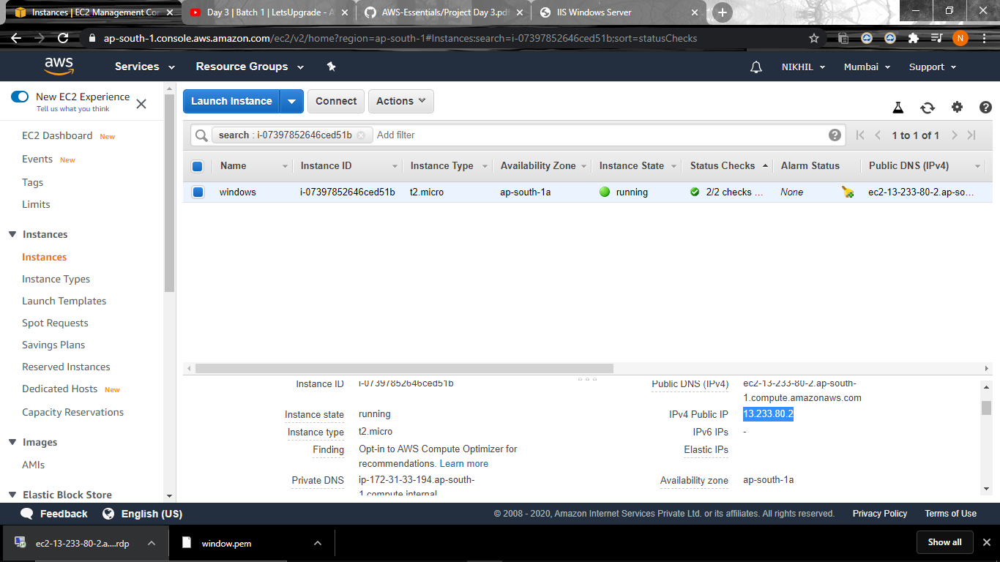 Instances | EC2 Management Con
Day 3 | Batch 1 | LetsUpgrade - A
AWS-Essentials/Project Day 3.pdf
IIS Windows Server
ap-south-1.console.aws.amazon.com/ec2/v2/home?region=ap-south-1#Instances:search=i-07397852646ced51b;sort=statusChecks
N
aws
Services
Resource Groups
NIKHIL
Mumbai
Support
New EC2 Experience
Tell us what you think
EC2 Dashboard New
Events New
Tags
Limits
Instances
Instances
Instance Types
Launch Templates
Spot Requests
Savings Plans
Reserved Instances
Dedicated Hosts New
Capacity Reservations
Images
AMIs
Elastic Block Store
Launch Instance
Connect
Actions
search : i-07397852646ced51b Add filter
1 to 1 of 1
Name Instance ID Instance Type Availability Zone Instance State Status Checks Alarm Status Public DNS (IPv4)
windows i-07397852646ced51b t2.micro ap-south-1a running 2/2 checks ... None ec2-13-233-80-2.ap-so...
Instance ID i-07397852646ced51b
Instance state running
Instance type t2.micro
Finding Opt-in to AWS Compute Optimizer for
recommendations. Learn more
Private DNS ip-172-31-33-194.ap-south-
1.compute.internal
Public DNS (IPv4) ec2-13-233-80-2.ap-south-
1.compute.amazonaws.com
IPv4 Public IP 13.233.80.2
IPv6 IPs -
Elastic IPs
Availability zone ap-south-1a
Feedback
English (US)
© 2008 - 2020, Amazon Internet Services Private Ltd. or its affiliates. All rights reserved.
Privacy Policy
Terms of Use
ec2-13-233-80-2.a....rdp
window.pem
Show all